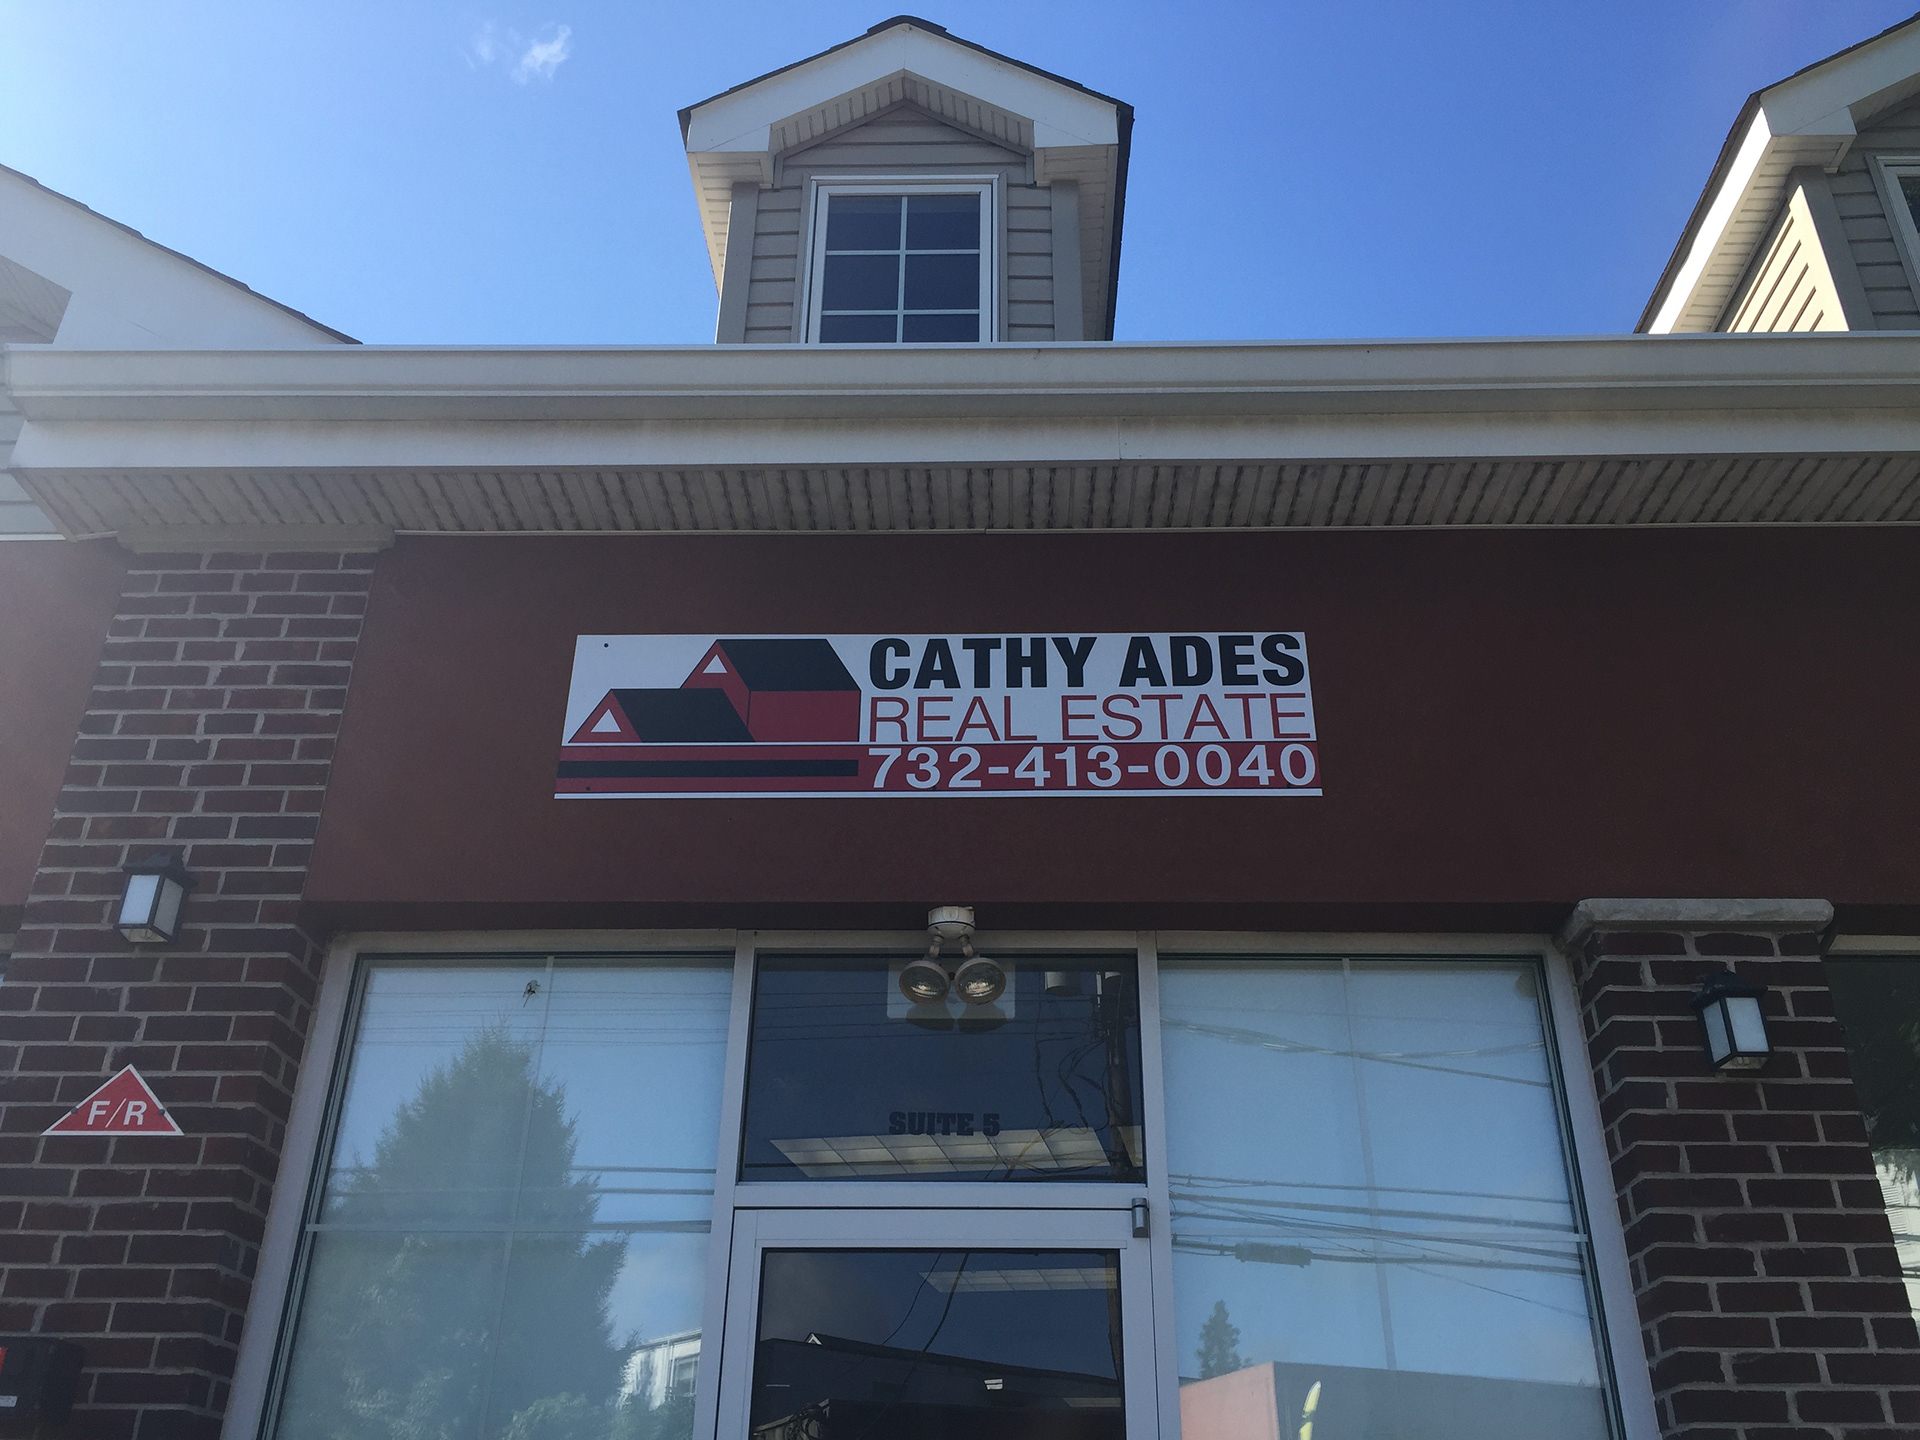 CATHY ADES
REAL ESTATE
732-413-0040
F/R
SUITE 5